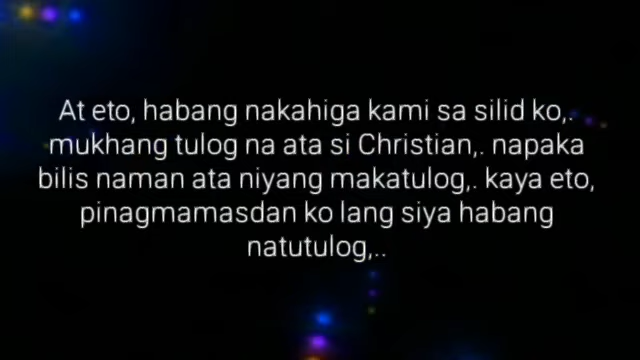 At eto, habang nakahiga kami sa silid ko,.
mukhang tulog na ata si Christian,. napaka
bilis naman ata niyang makatulog,. kaya eto,
pinagmamasdan ko lang siya habang
natutulog,..